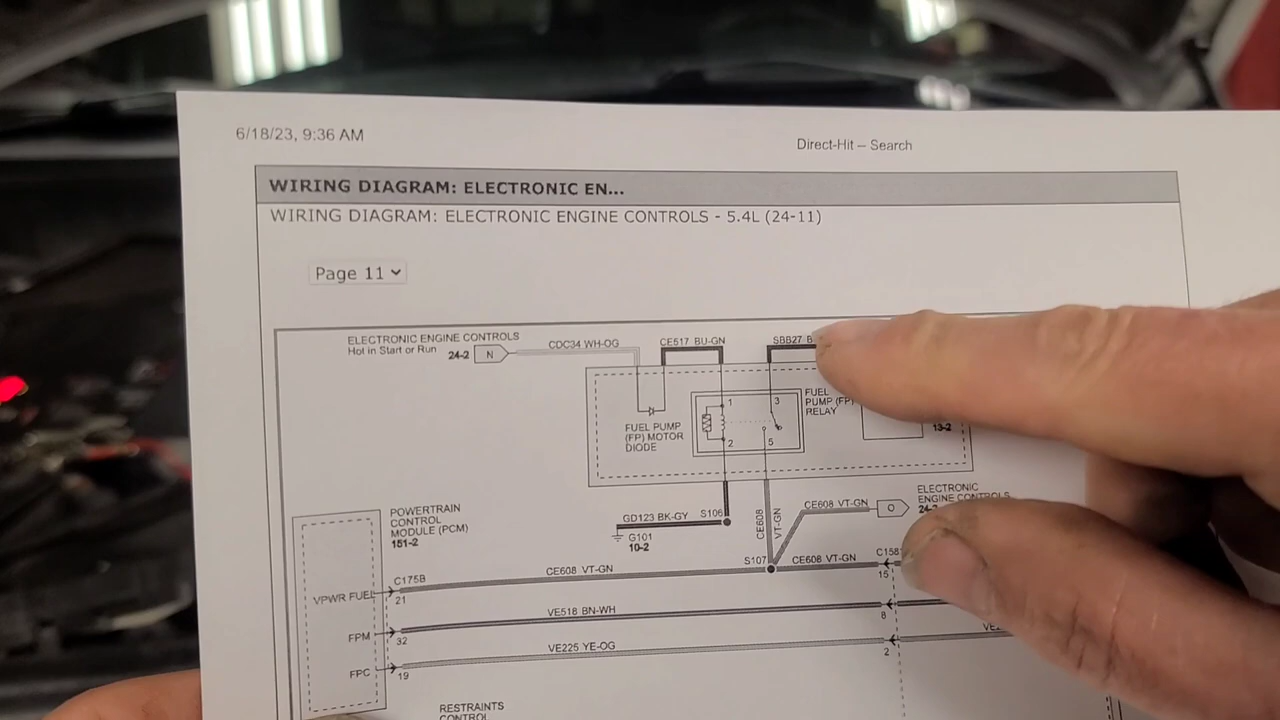 6/18/23, 9:36 AM
Direct-Hit – Search
WIRING DIAGRAM: ELECTRONIC EN...
WIRING DIAGRAM: ELECTRONIC ENGINE CONTROLS - 5.4L (24-11)
Page 11
ELECTRONIC ENGINE CONTROLS
Hot in Start or Run
24-2
N
CDC34 WH-OG
CE517 BU-GN
SBB27
FUEL PUMP
(FP) MOTOR
DIODE
1
2
3
5
FUEL
PUMP (FP)
RELAY
13-2
GD123 BK-GY
S106
G101
10-2
CE608
VT-GN
CE608 VT-GN
O
ELECTRONIC
ENGINE CONTROLS
S107
CE608 VT-GN
15
POWERTRAIN
CONTROL
MODULE (PCM)
151-2
C175B
VPWR FUEL
21
CE608 VT-GN
FPM
32
VE518 BN-WH
8
FPC
19
VE225 YE-OG
2
RESTRAINTS
CONTROL